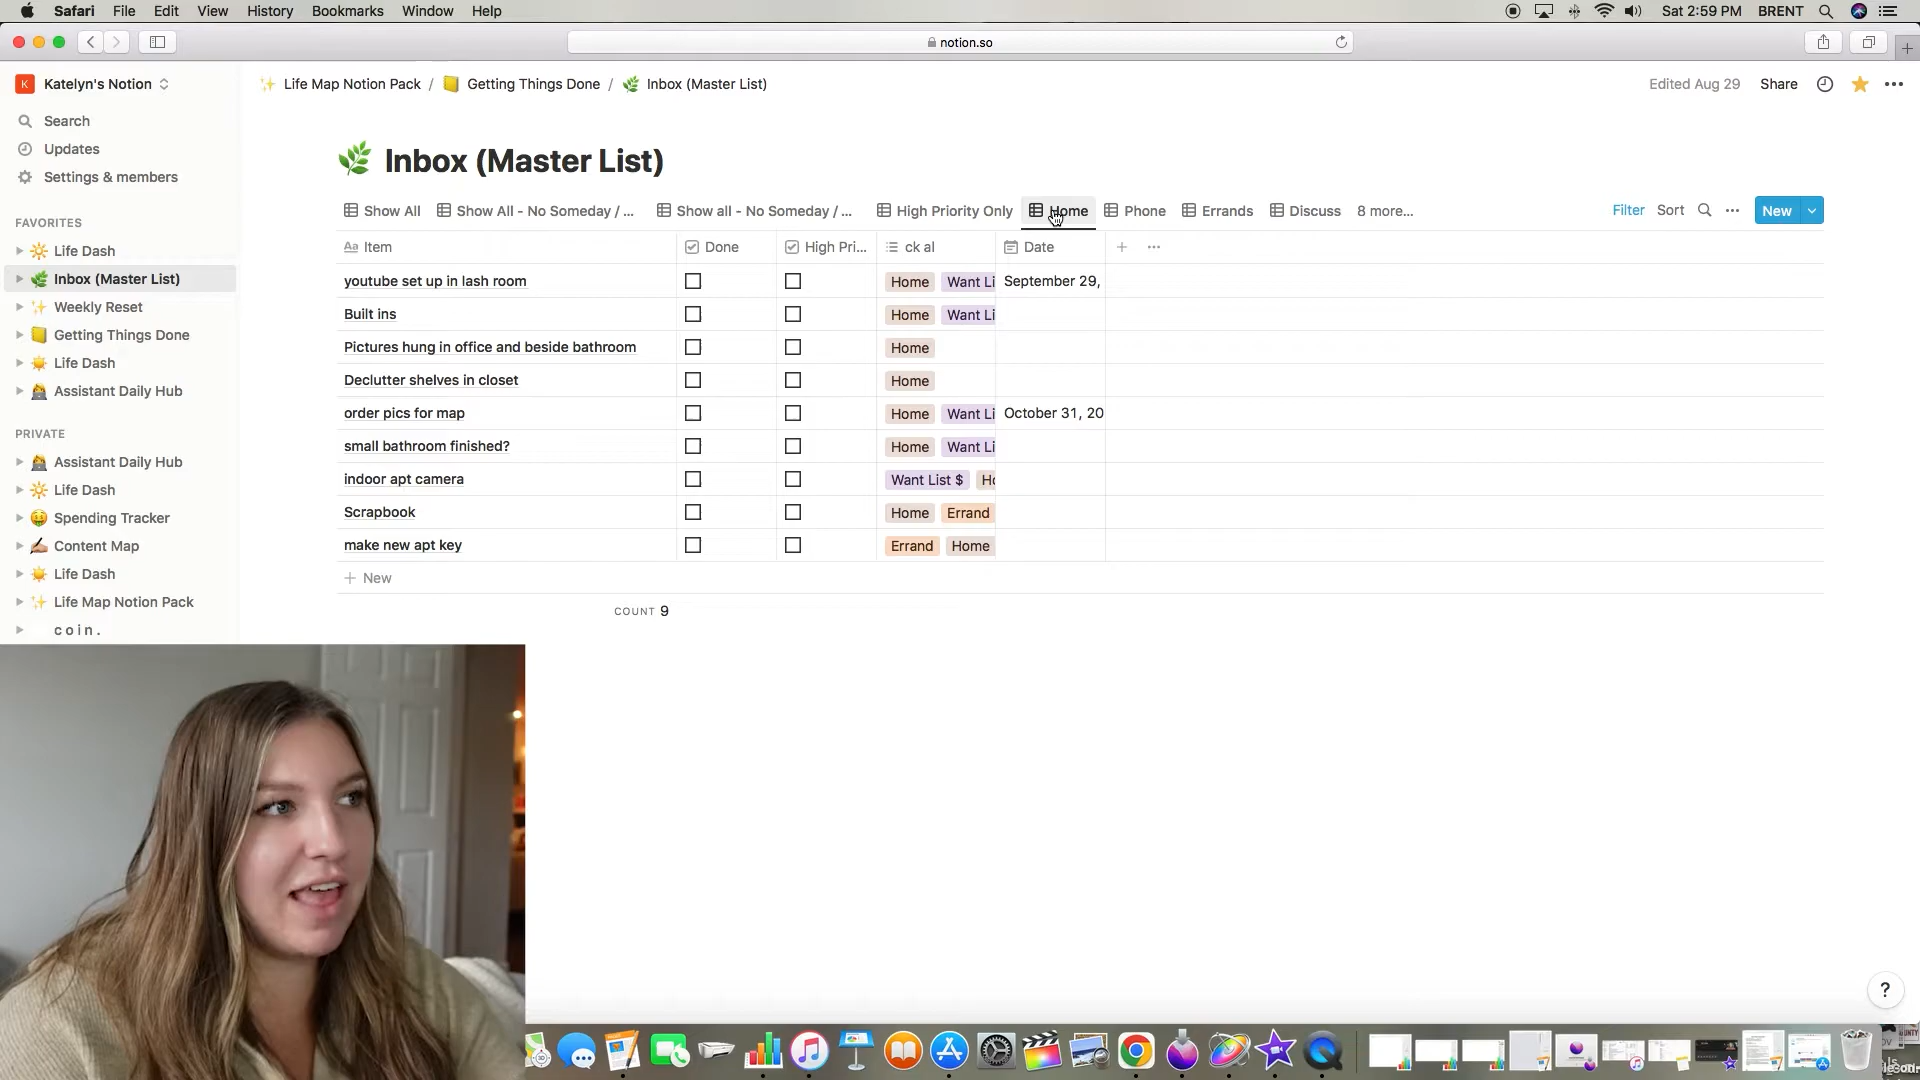 Safari File Edit View History Bookmarks Window Help
Sat 2:59 PM BRENT
notion.so
K Katelyn's Notion
Life Map Notion Pack / Getting Things Done / Inbox (Master List)
Edited Aug 29 Share
Search
Updates
Settings & members
FAVORITES
Life Dash
Inbox (Master List)
Weekly Reset
Getting Things Done
Life Dash
Assistant Daily Hub
PRIVATE
Assistant Daily Hub
Life Dash
Spending Tracker
Content Map
Life Dash
Life Map Notion Pack
coin.
Inbox (Master List)
Show All Show All - No Someday / ... Show all - No Someday / ... High Priority Only Home Phone Errands Discuss 8 more...
Filter Sort New
Aa Item Done High Pri... ck al Date
youtube set up in lash room Home Want Li September 29,
Built ins Home Want Li
Pictures hung in office and beside bathroom Home
Declutter shelves in closet Home
order pics for map Home Want Li October 31, 20
small bathroom finished? Home Want Li
indoor apt camera Want List $ Ho
Scrapbook Home Errand
make new apt key Errand Home
+ New
COUNT 9
?